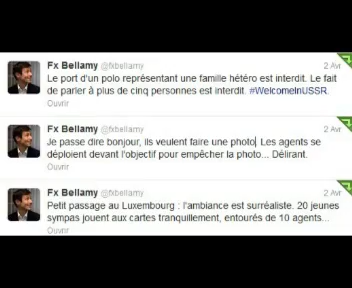 Fx Bellamy @fxbellamy 2 Avr
Le port d'un polo représentant une famille hétéro est interdit. Le fait
de parler à plus de cinq personnes est interdit. #WelcomeInUSSR.
Ouvrir
Fx Bellamy @fxbellamy 2 Avr
Je passe dire bonjour, ils veulent faire une photo. Les agents se
déploient devant l'objectif pour empêcher la photo... Délirant.
Ouvrir
Fx Bellamy @fxbellamy 2 Avr
Petit passage au Luxembourg : l'ambiance est surréaliste. 20 jeunes
sympas jouent aux cartes tranquillement, entourés de 10 agents...
Ouvrir